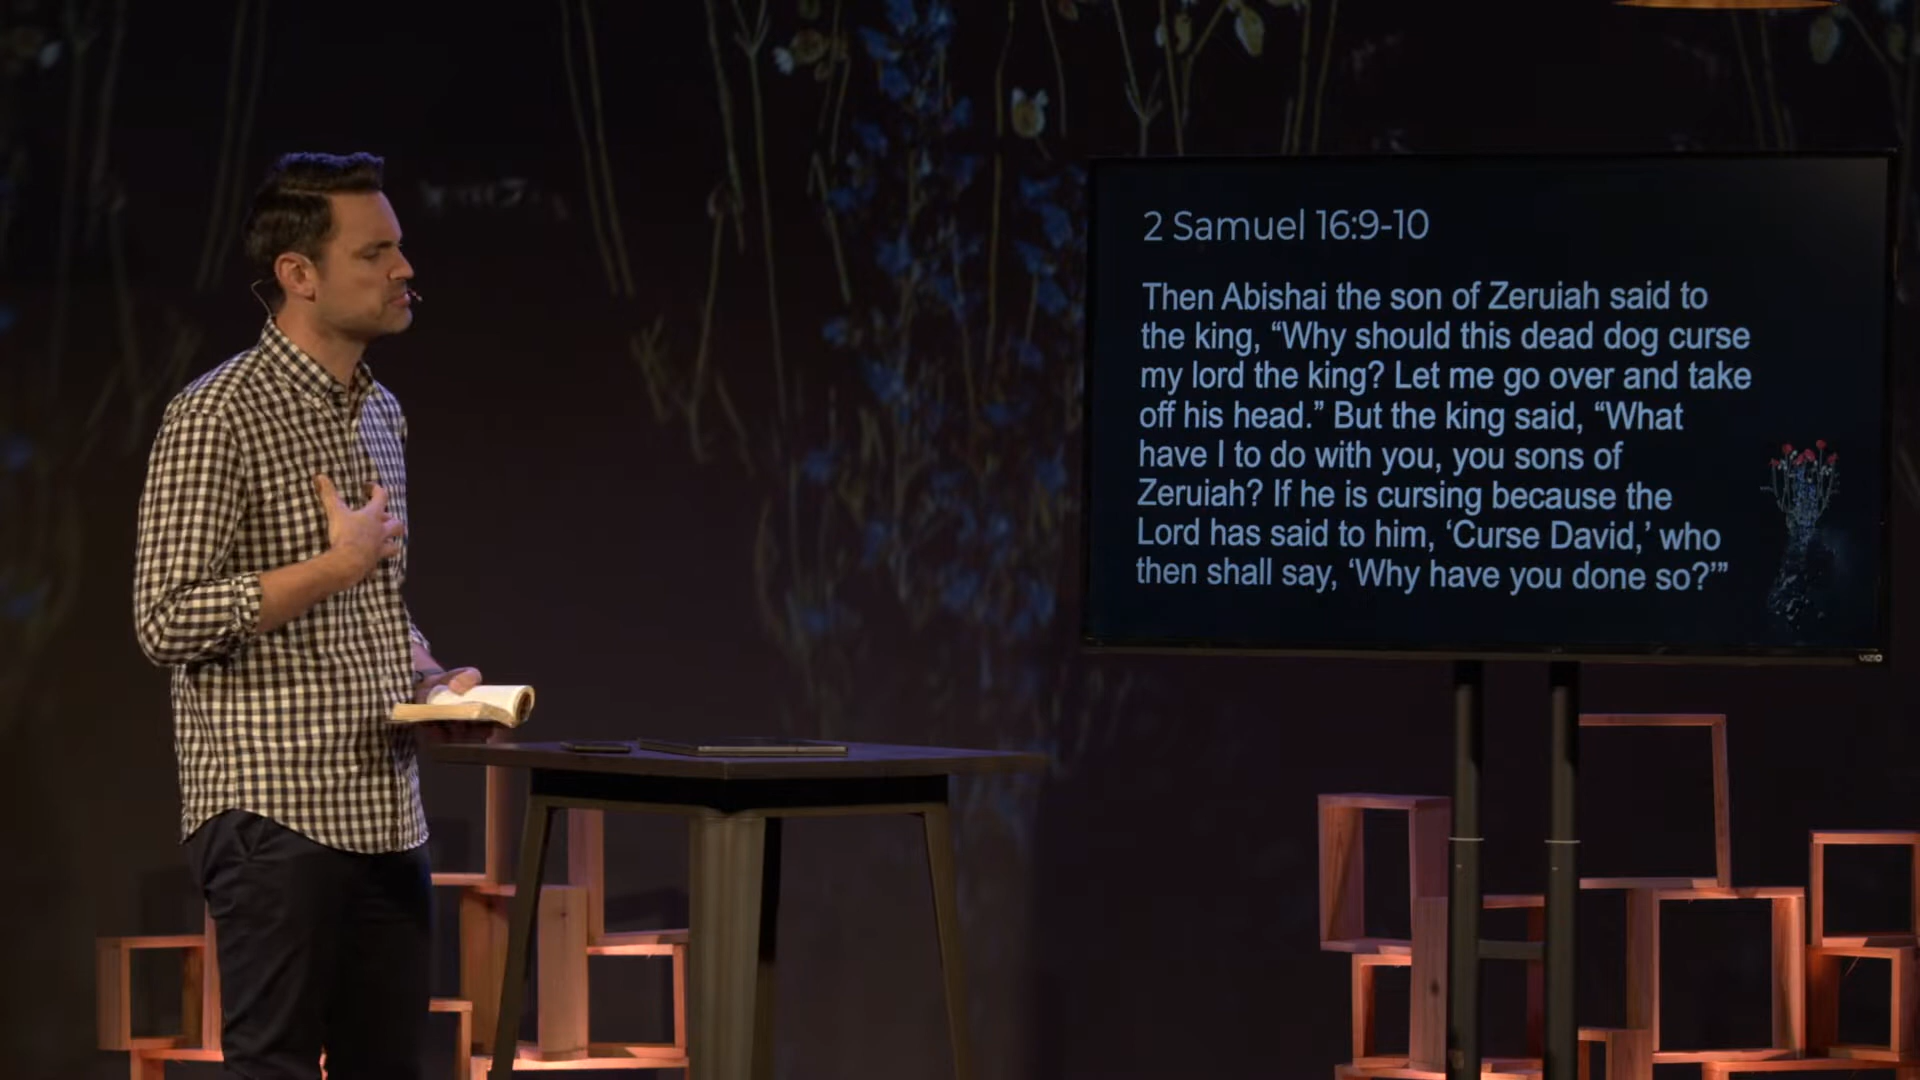 2 Samuel 16:9-10
Then Abishai the son of Zeruiah said to
the king, “Why should this dead dog curse
my lord the king? Let me go over and take
off his head.” But the king said, “What
have I to do with you, you sons of
Zeruiah? If he is cursing because the
Lord has said to him, ‘Curse David,’ who
then shall say, ‘Why have you done so?’”
VIZIO